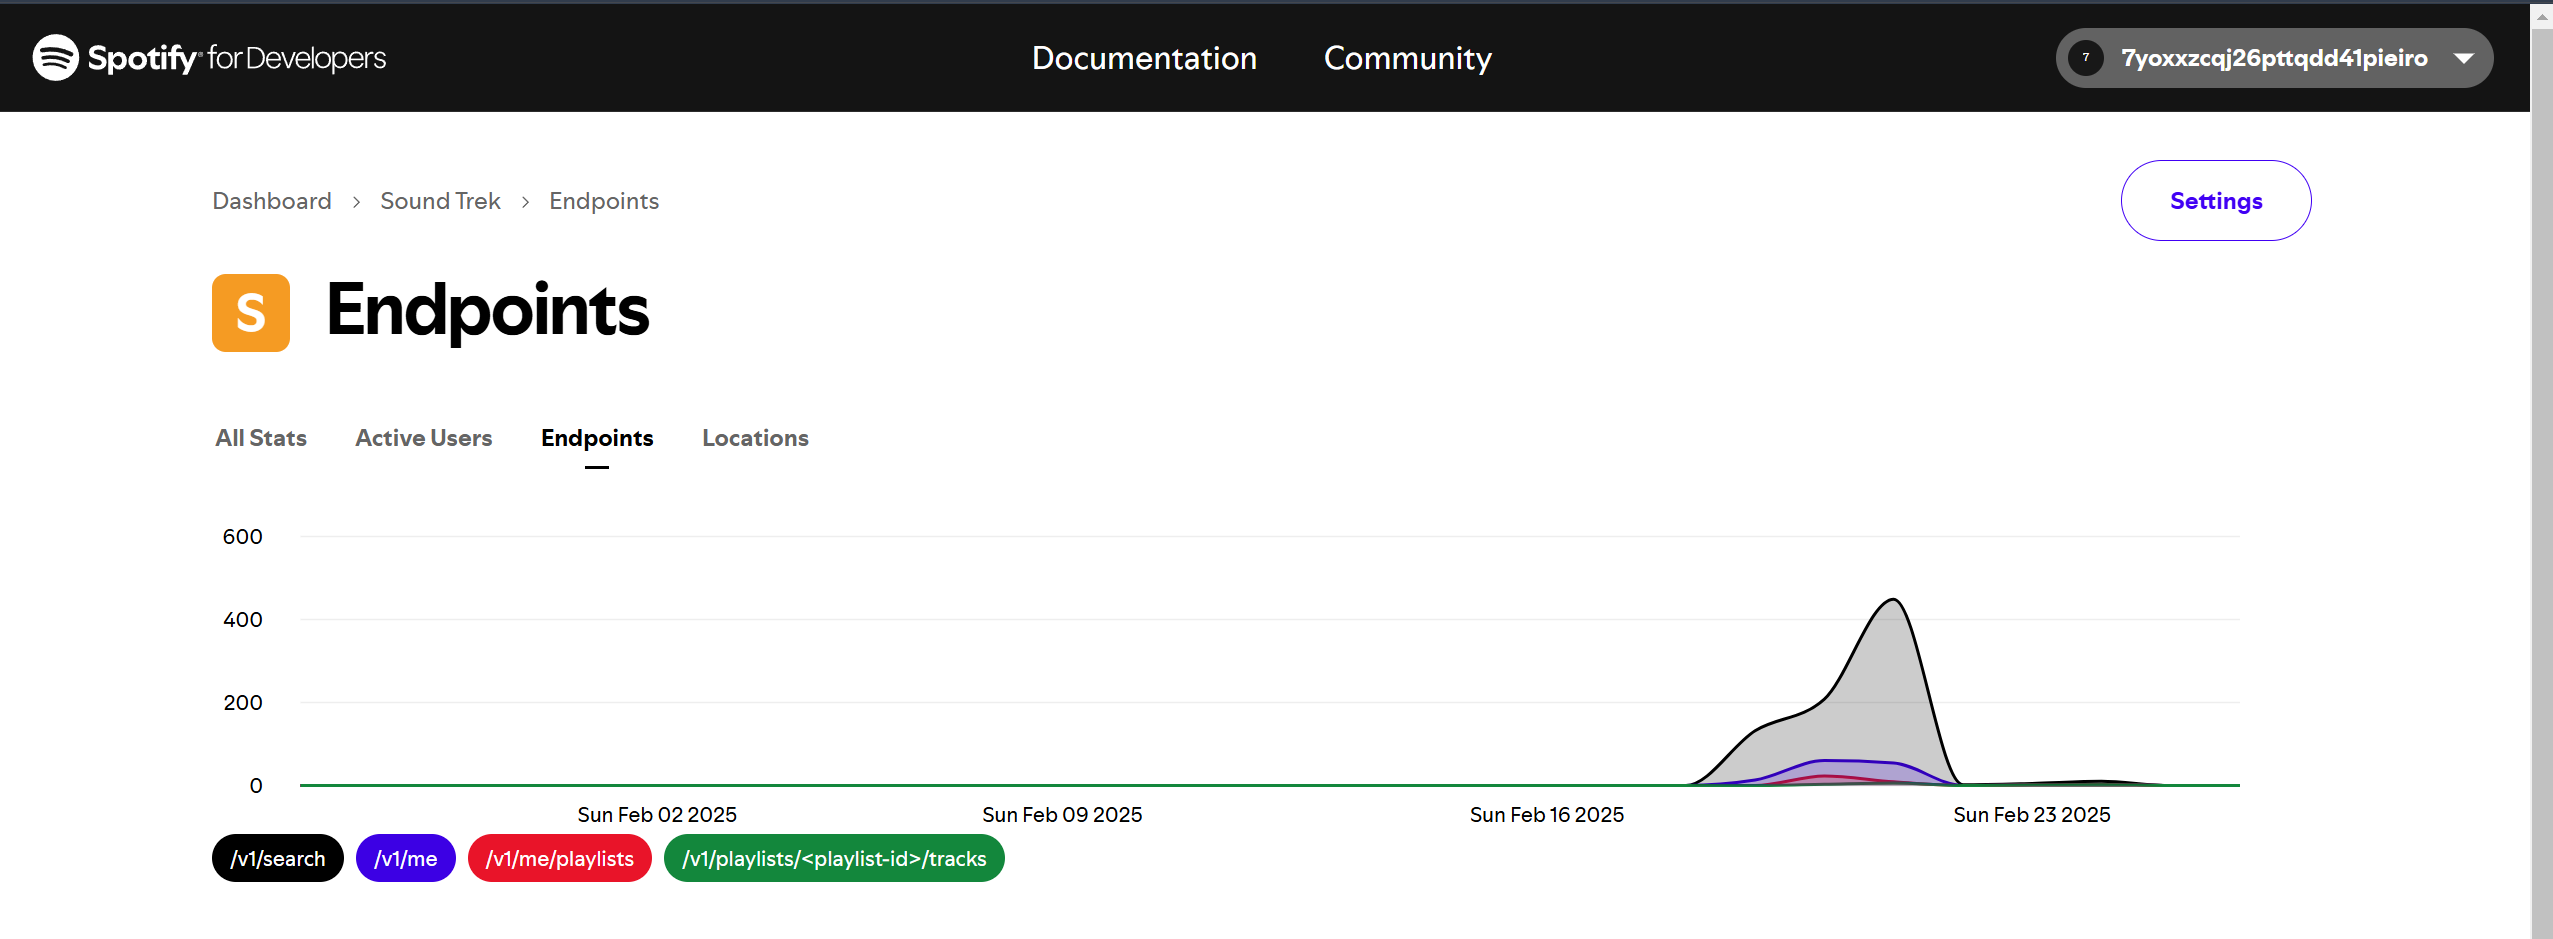 Spotify® for Developers
Documentation
Community
7
7yoxxzcqj26pttqdd41pieiro
Dashboard › Sound Trek › Endpoints
Settings
S
Endpoints
All Stats
Active Users
Endpoints
Locations
600
400
200
0
Sun Feb 02 2025
Sun Feb 09 2025
Sun Feb 16 2025
Sun Feb 23 2025
/v1/search
/v1/me
/v1/me/playlists
/v1/playlists/<playlist-id>/tracks